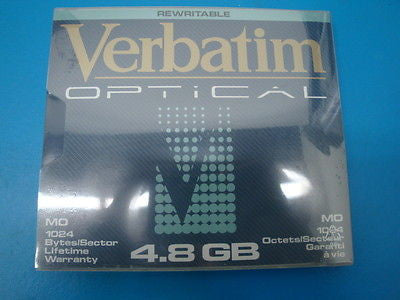 REWRITABLE
Verbatim
OPTICAL
MO
1024
Bytes/Sector
Lifetime
Warranty
4.8 GB
MO
1024
Octets/Secteur
Garanti
à vie